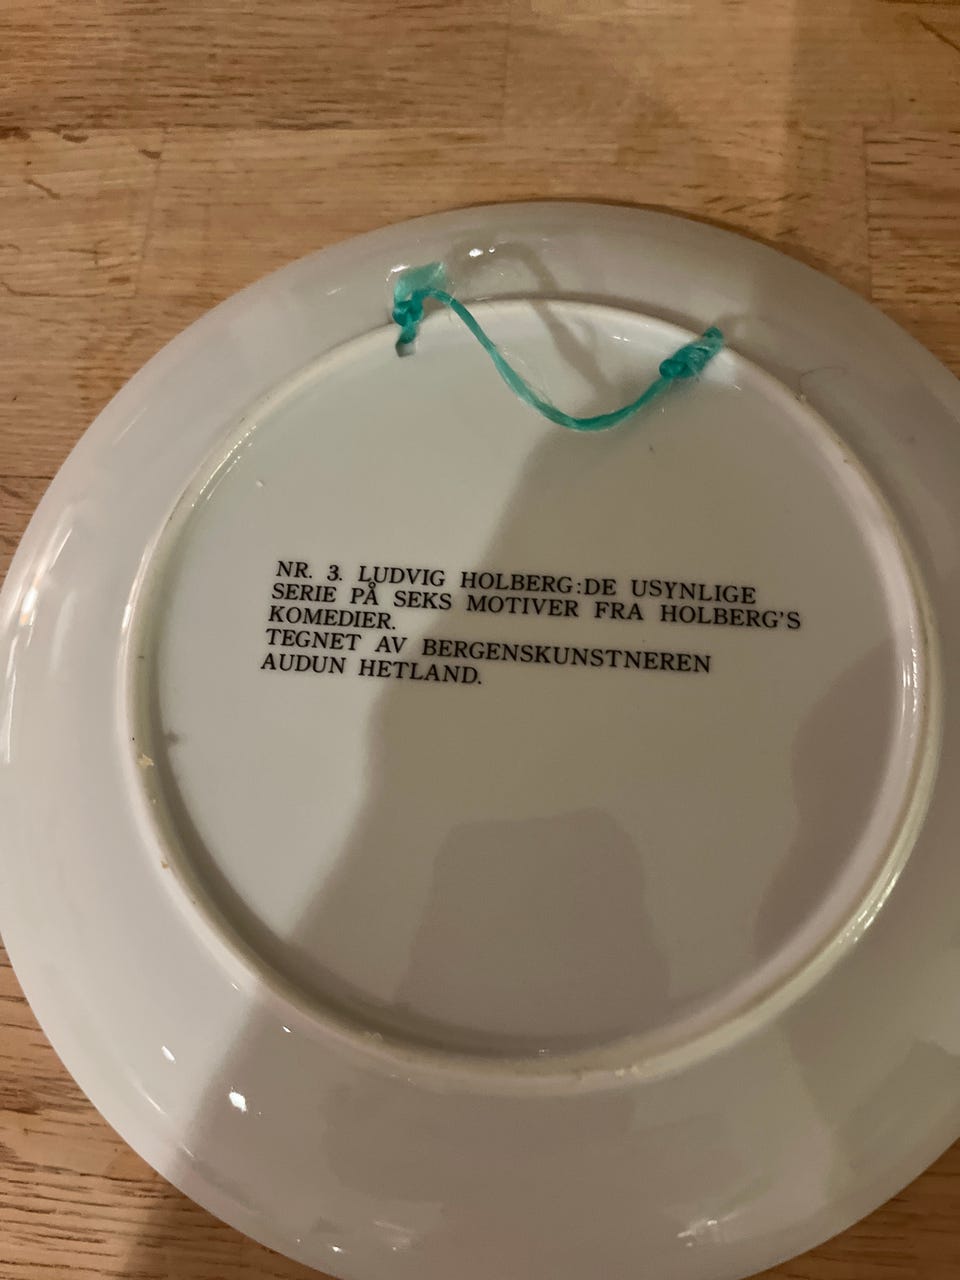 NR. 3. LUDVIG HOLBERG:DE USYNLIGE
SERIE PÅ SEKS MOTIVER FRA HOLBERG'S
KOMEDIER.
TEGNET AV BERGENSKUNSTNEREN
AUDUN HETLAND.